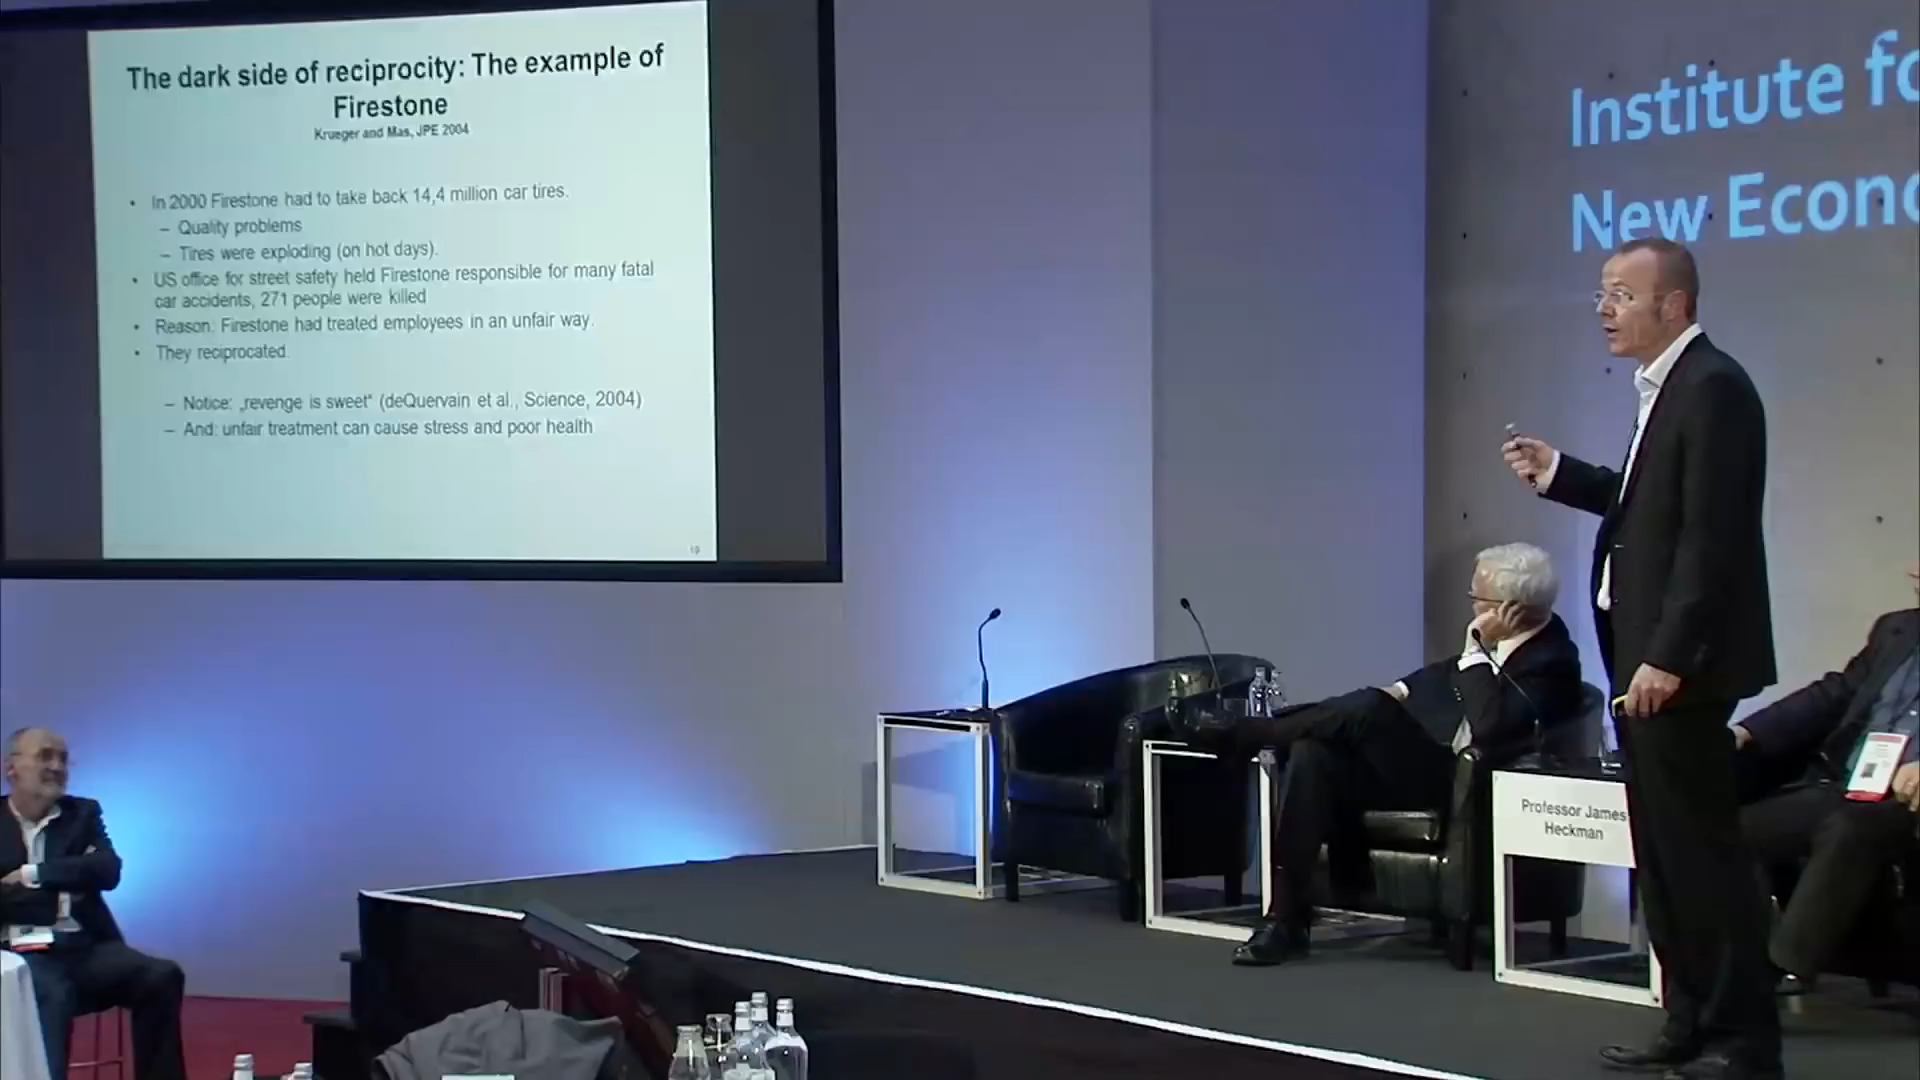 The dark side of reciprocity: The example of
Firestone
Krueger and Mas, JPE 2004
• In 2000 Firestone had to take back 14,4 million car tires.
– Quality problems
– Tires were exploding (on hot days).
• US office for street safety held Firestone responsible for many fatal
car accidents, 271 people were killed
• Reason: Firestone had treated employees in an unfair way.
• They reciprocated.
– Notice: „revenge is sweet“ (deQuervain et al., Science, 2004)
– And: unfair treatment can cause stress and poor health
19
Institute fo
New Econo
Professor James
Heckman